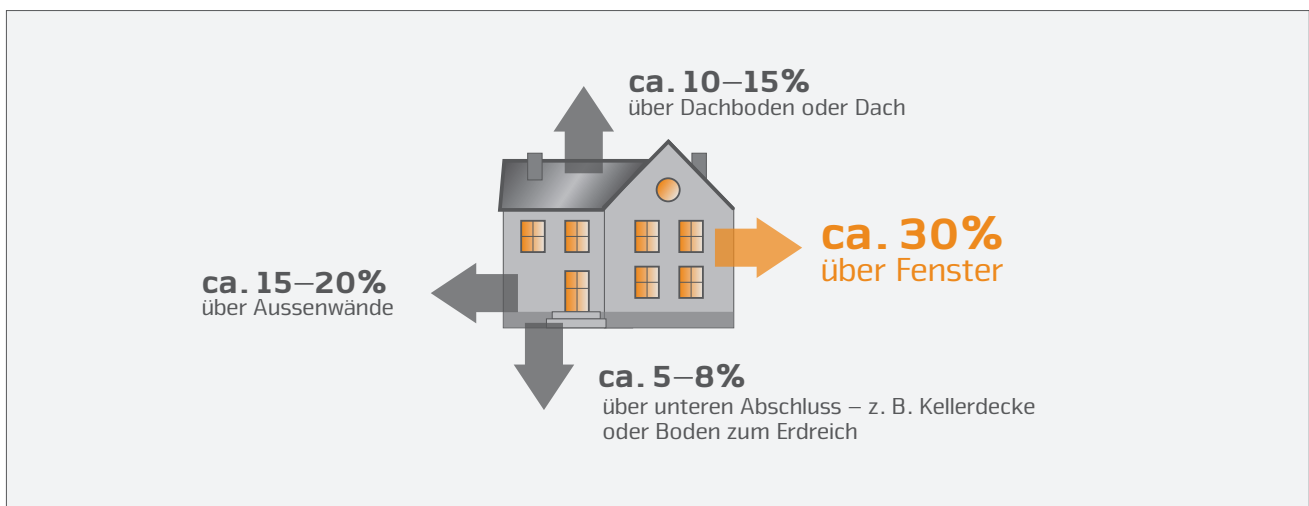 ca. 10–15%
über Dachboden oder Dach
ca. 30%
über Fenster
ca. 15–20%
über Aussenwände
ca. 5–8%
über unteren Abschluss – z. B. Kellerdecke
oder Boden zum Erdreich